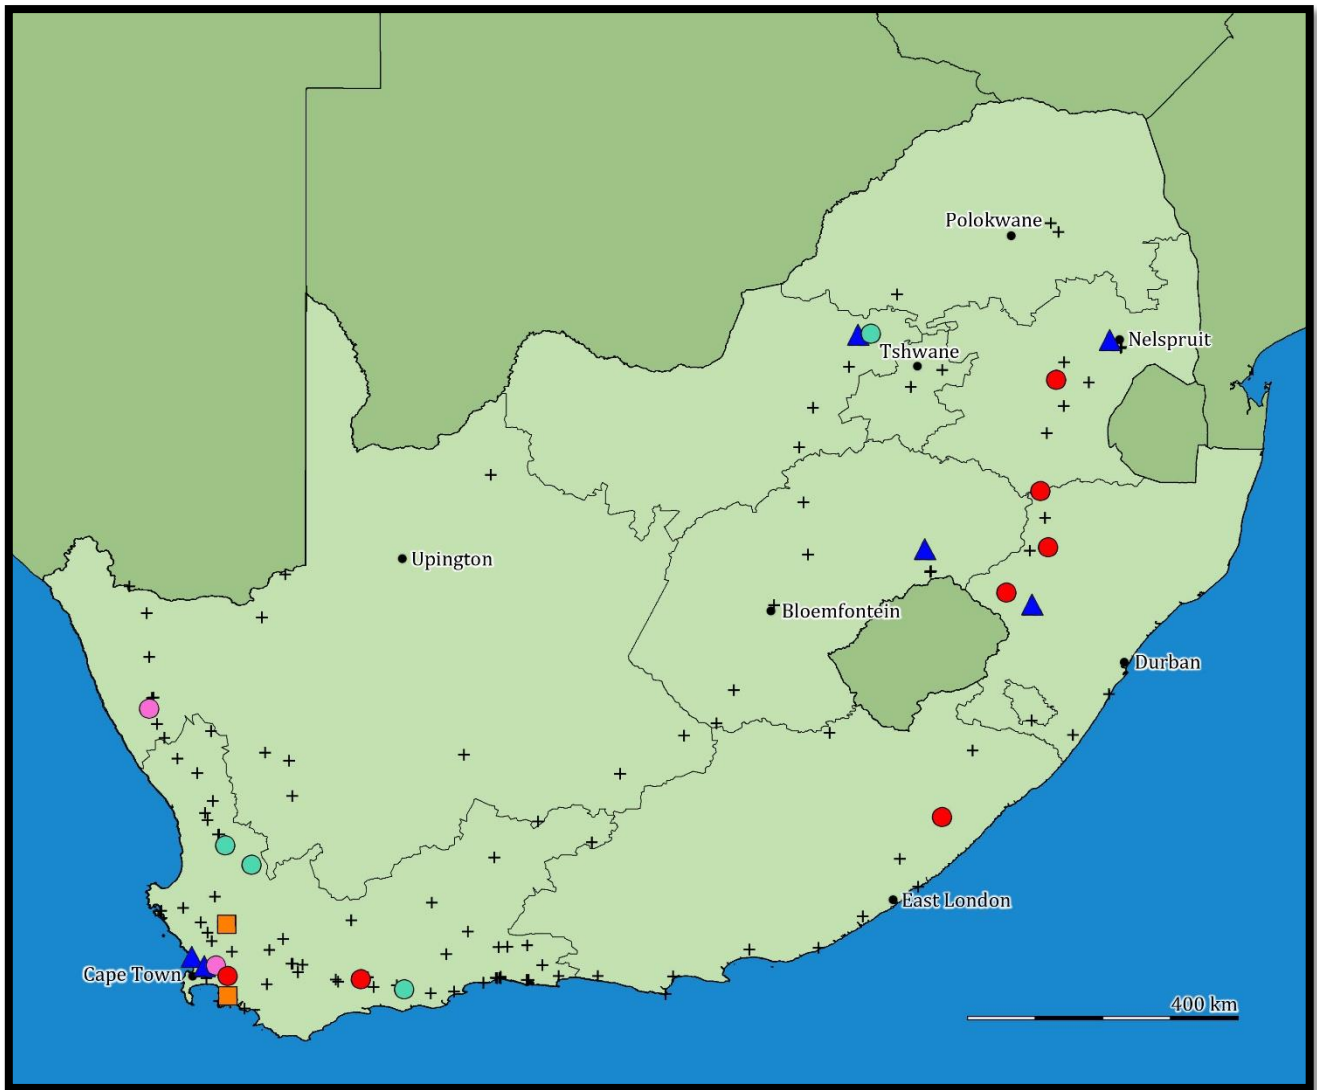 Polokwane
Nelspruit
Tshwane
Upington
Bloemfontein
Durban
East London
Cape Town
400 km